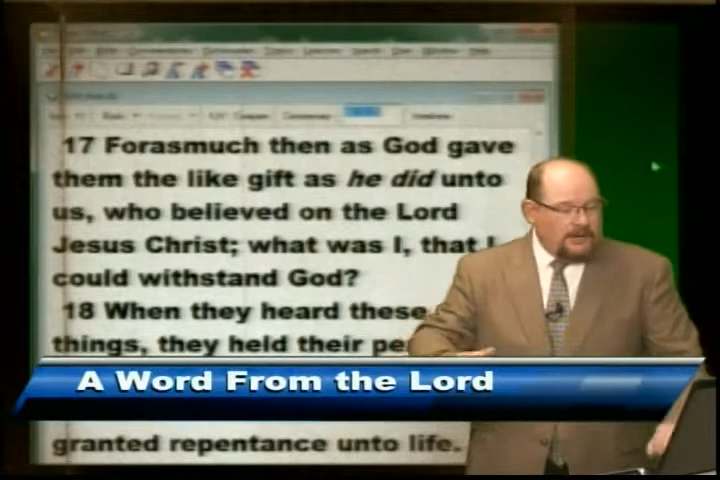 17 Forasmuch then as God gave
them the like gift as he did unto
us, who believed on the Lord
Jesus Christ; what was I, that I
could withstand God?
18 When they heard these
things, they held their pe
A Word From the Lord
granted repentance unto life.